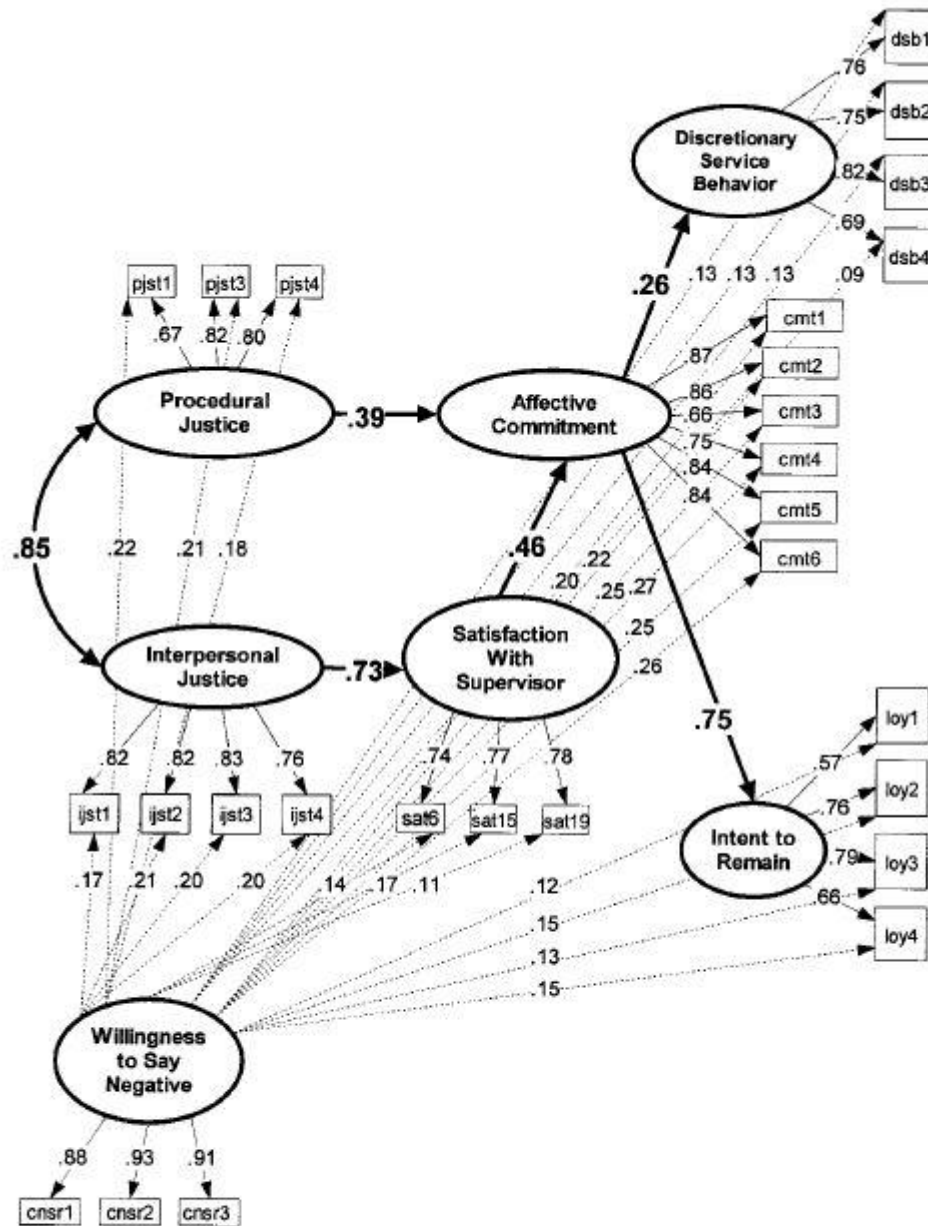 dsb1
.76
dsb2
.75
Discretionary
Service
Behavior
.82
dsb3
.69
dsb4
.13
.13
.13
.09
.26
pjst1
pjst3
pjst4
.67
.82
.80
cmt1
.87
cmt2
.86
cmt3
.66
cmt4
.75
cmt5
.84
cmt6
.84
Procedural
Justice
.39
Affective
Commitment
.85
.22
.21
.18
.46
.20
.22
.25
.27
.25
.26
Interpersonal
Justice
.73
Satisfaction
With
Supervisor
.75
loy1
.57
loy2
.76
Intent to
Remain
.79
loy3
.66
loy4
.82
.82
.83
.76
.74
.77
.78
ijst1
ijst2
ijst3
ijst4
sat6
sat15
sat19
.17
.21
.20
.20
.14
.17
.11
.12
.15
.13
.15
Willingness
to Say
Negative
.88
.93
.91
cnsr1
cnsr2
cnsr3